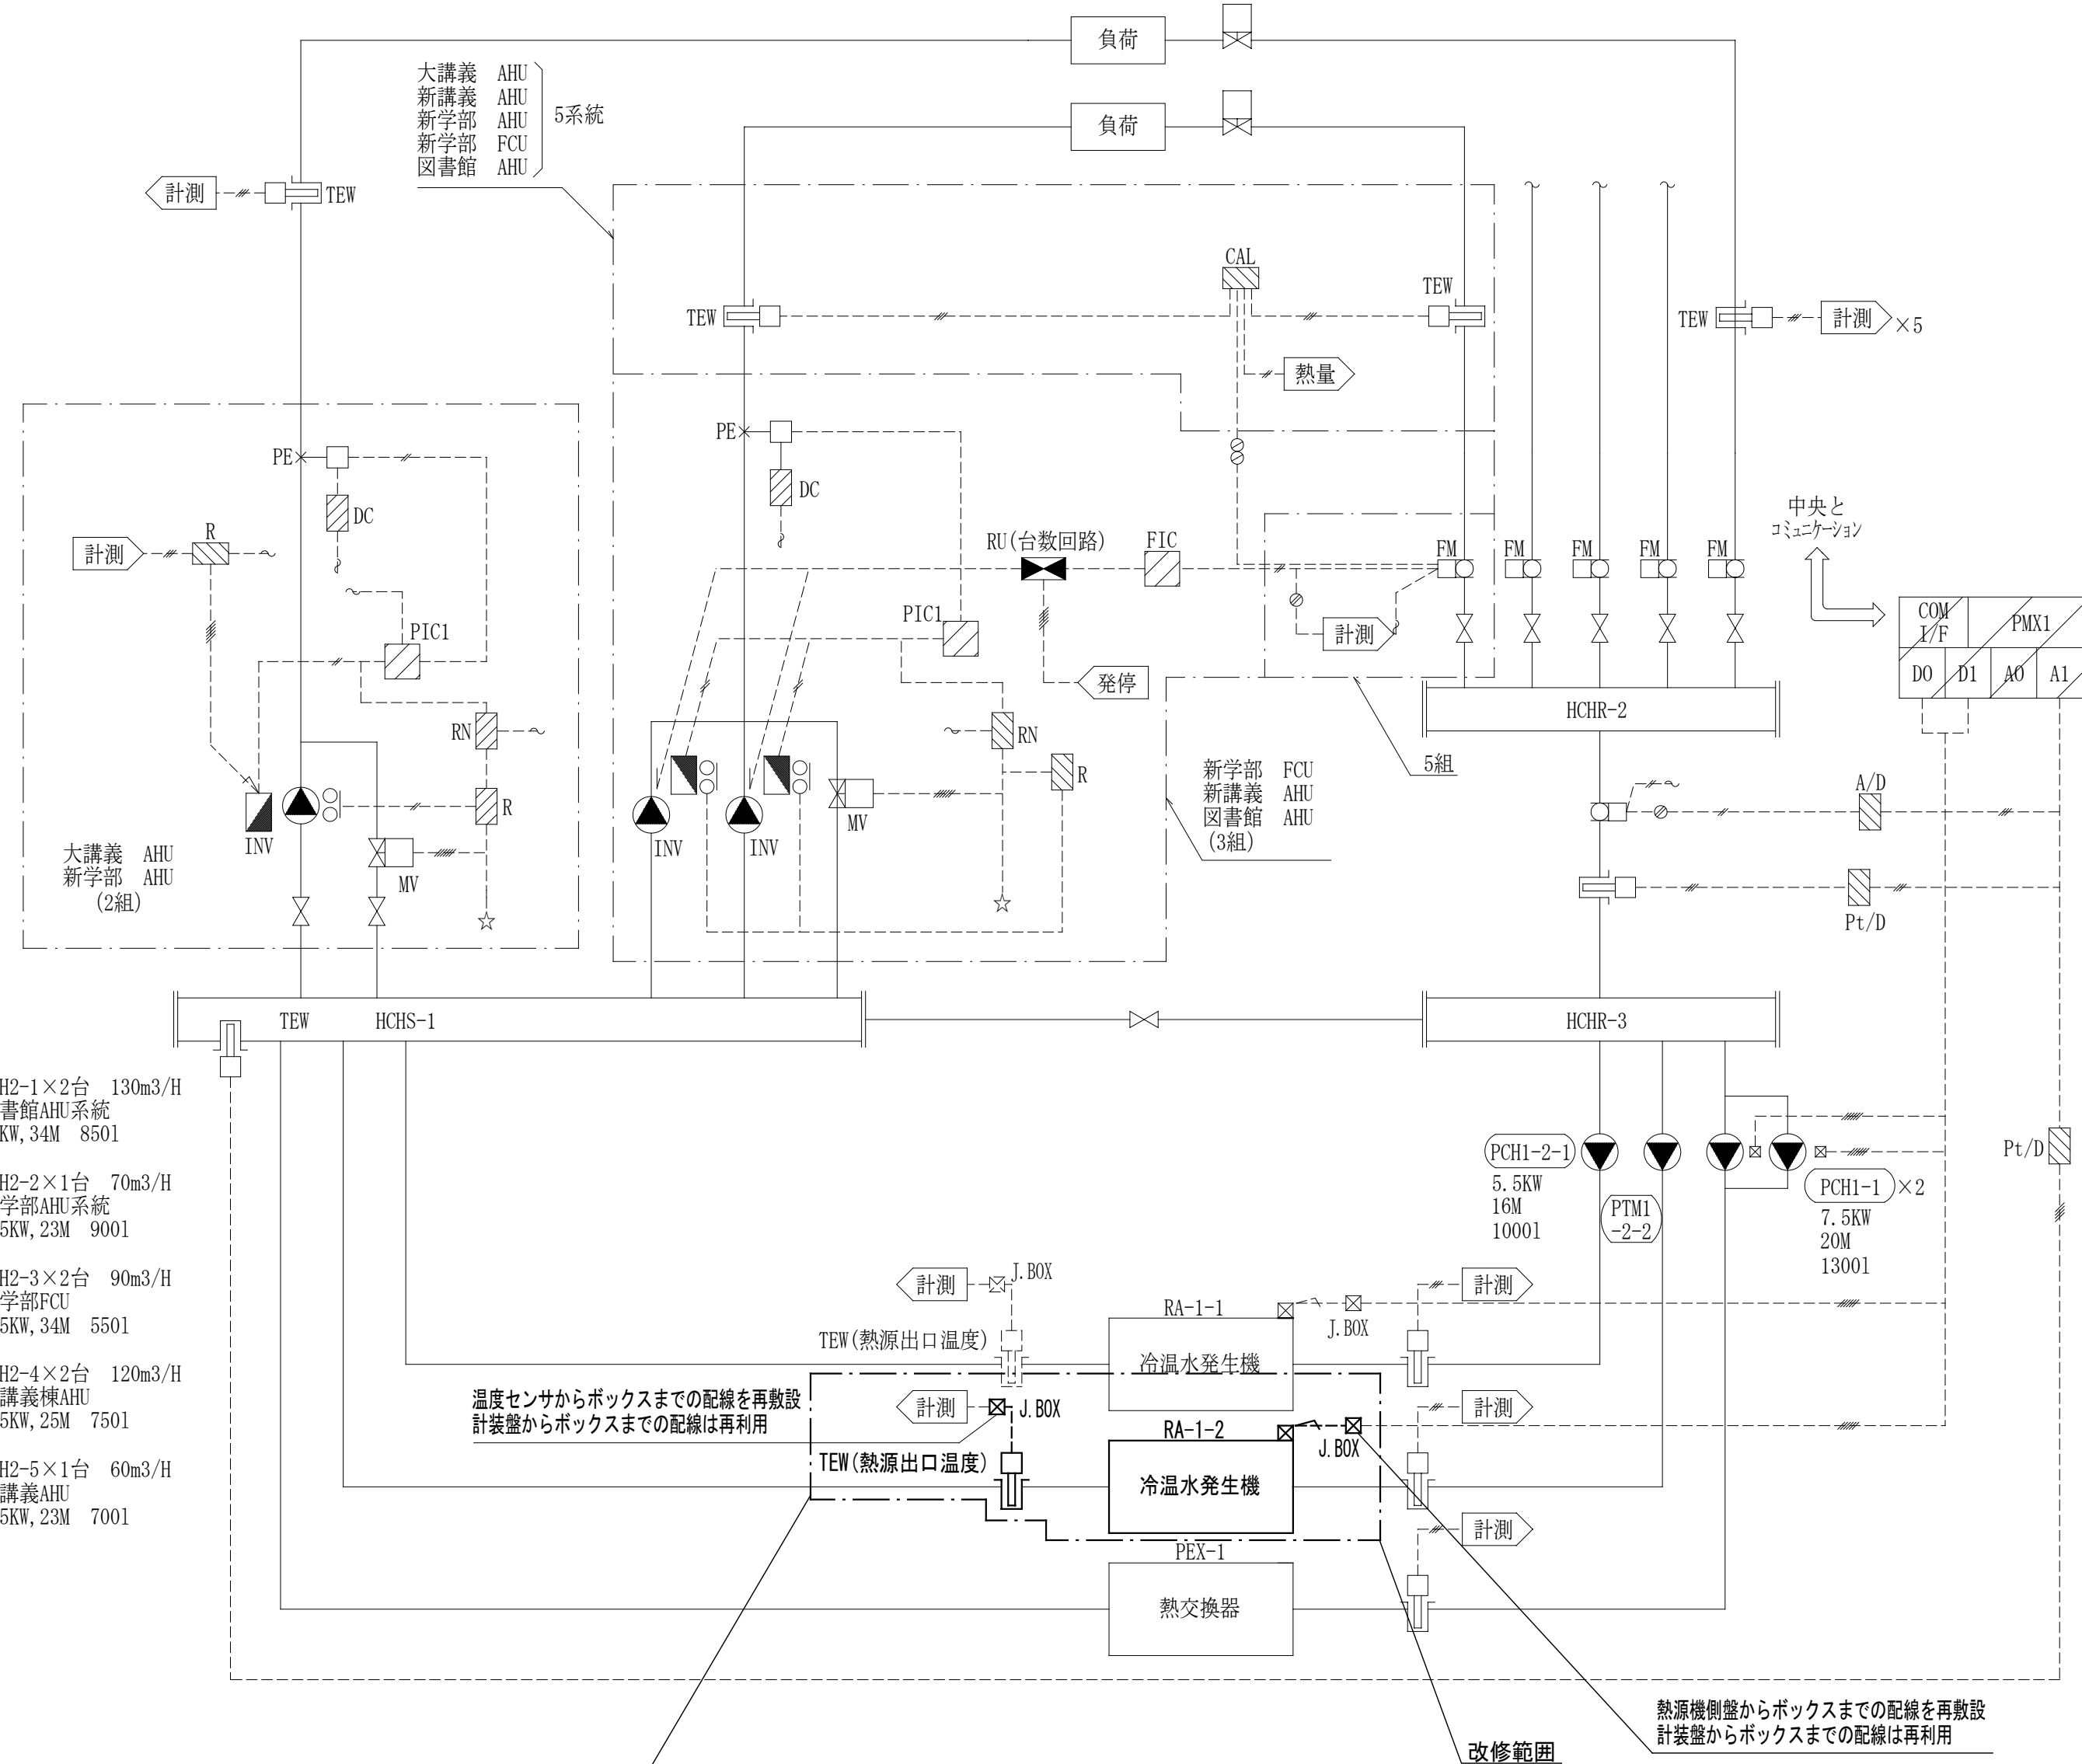 負荷
大講義　AHU
新講義　AHU
新学部　AHU
新学部　FCU
図書館　AHU
5系統
負荷
計測
TEW
CAL
TEW
TEW
TEW
計測
×5
熱量
PE
PE
DC
DC
R
計測
RU(台数回路)
FIC
FM
FM
FM
FM
FM
中央と
コミュニケーション
COM
I/F
PMX1
DO
D1
AO
A1
PIC1
PIC1
計測
発停
HCHR-2
RN
RN
R
R
5組
新学部　FCU
新講義　AHU
図書館　AHU
(3組)
A/D
INV
MV
INV
INV
MV
大講義　AHU
新学部　AHU
(2組)
Pt/D
TEW
HCHS-1
HCHR-3
H2-1×2台　130m3/H
書館AHU系統
KW,34M　850l
H2-2×1台　70m3/H
学部AHU系統
5KW,23M　900l
H2-3×2台　90m3/H
学部FCU
5KW,34M　550l
H2-4×2台　120m3/H
講義棟AHU
5KW,25M　750l
H2-5×1台　60m3/H
講義AHU
5KW,23M　700l
PCH1-2-1
5.5KW
16M
1000l
PTM1
-2-2
PCH1-1
×2
7.5KW
20M
1300l
Pt/D
計測
J.BOX
RA-1-1
J.BOX
計測
TEW(熱源出口温度)
冷温水発生機
温度センサからボックスまでの配線を再敷設
計装盤からボックスまでの配線は再利用
計測
J.BOX
RA-1-2
J.BOX
計測
TEW(熱源出口温度)
冷温水発生機
計測
PEX-1
熱交換器
熱源機側盤からボックスまでの配線を再敷設
計装盤からボックスまでの配線は再利用
改修範囲